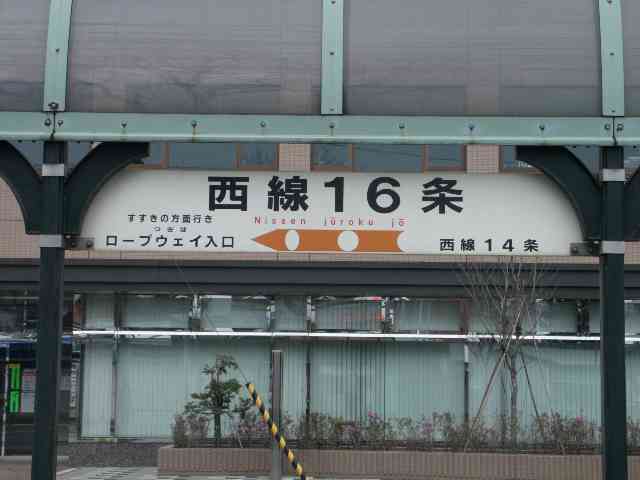 西線16条
Nissen jūroku jō
すすきの方面行き
つぎは
ロープウェイ入口
西線14条